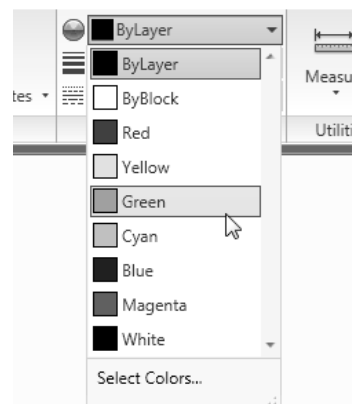 ByLayer
ByLayer
ByBlock
Red
Yellow
Green
Cyan
Blue
Magenta
White
Select Colors...
tes
Measu
Utiliti